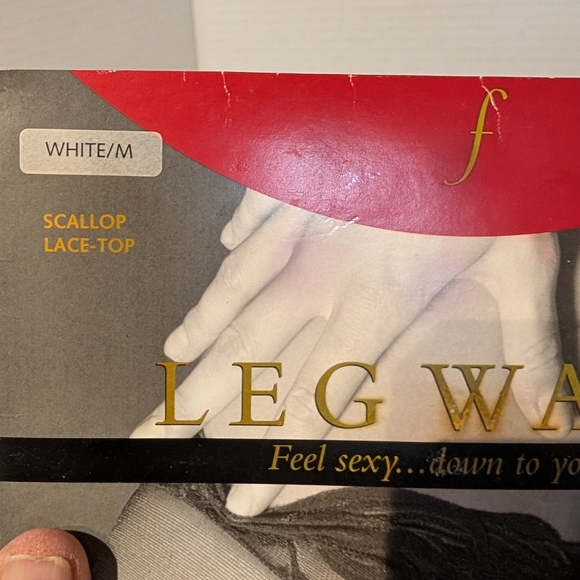 f
WHITE/M
SCALLOP
LACE-TOP
LEG WA
Feel sexy...down to yo